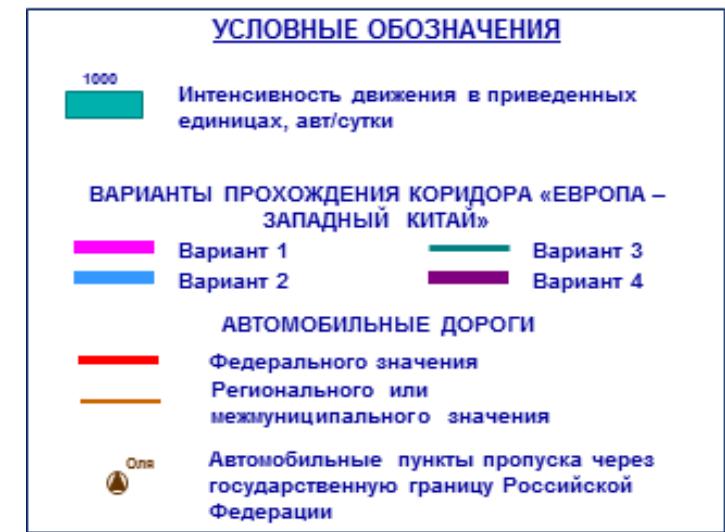 УСЛОВНЫЕ ОБОЗНАЧЕНИЯ
1000
Интенсивность движения в приведенных
единицах, авт/сутки
ВАРИАНТЫ ПРОХОЖДЕНИЯ КОРИДОРА «ЕВРОПА –
ЗАПАДНЫЙ КИТАЙ»
Вариант 1
Вариант 3
Вариант 2
Вариант 4
АВТОМОБИЛЬНЫЕ ДОРОГИ
Федерального значения
Регионального или
межмуниципального значения
Оля
Автомобильные пункты пропуска через
государственную границу Российской
Федерации